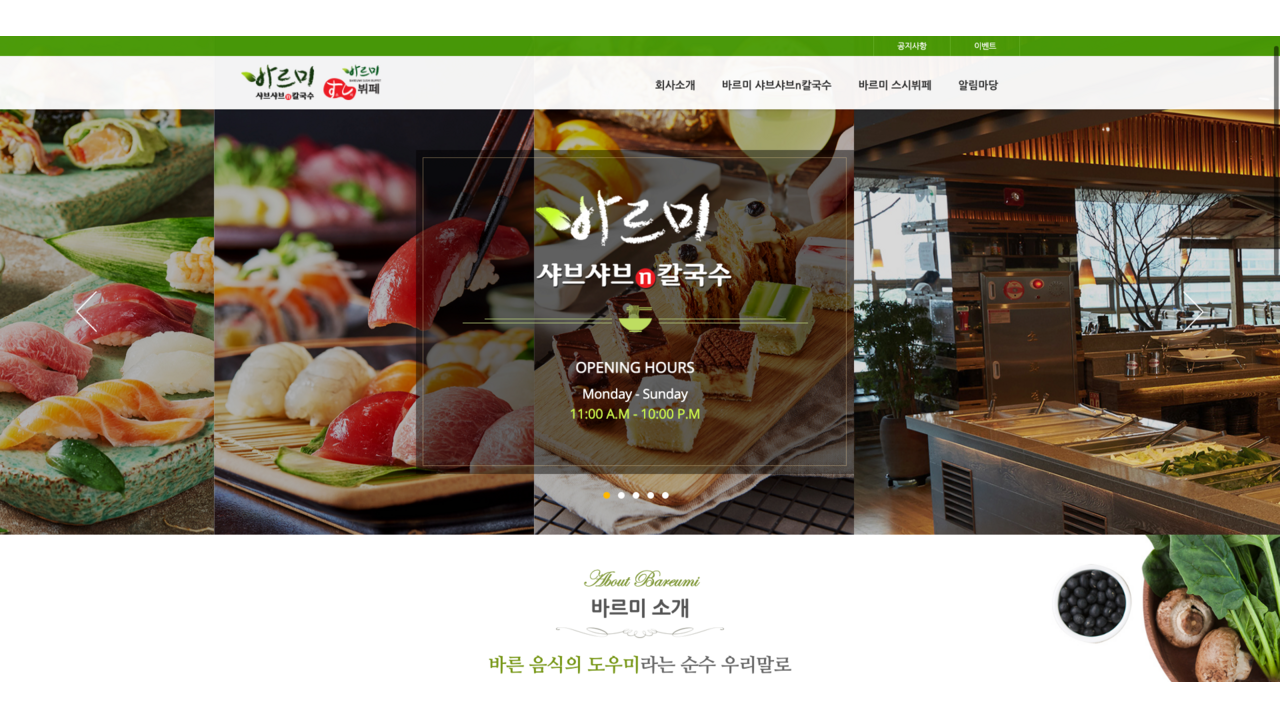 공지사항 이벤트
바르미 샤브샤브n칼국수
바르미 すし뷔페
회사소개 바르미 샤브샤브n칼국수 바르미 스시뷔페 알림마당
바르미
샤브샤브n칼국수
OPENING HOURS
Monday - Sunday
11:00 A.M - 10:00 P.M
About Bareumi
바르미 소개
바른 음식의 도우미라는 순수 우리말로